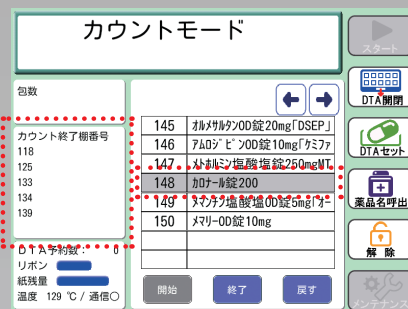 カウントモード
スタート
包数
DTA開閉
カウント終了棚番号
118
125
133
134
139
145 オルメサルタンOD錠20mg「DSEP」
146 アムロジピンOD錠10mg「ケミファ
147 メトホルミン塩酸塩錠250mgMT
148 カロナール錠200
149 メマンチン塩酸塩OD錠5mg「オー
150 メマリーOD錠10mg
DTAセット
薬品名呼出
解除
DTA予約数: 0
リボン
紙残量
温度 129 ℃/通信〇
開始
終了
戻す
メンテナンス